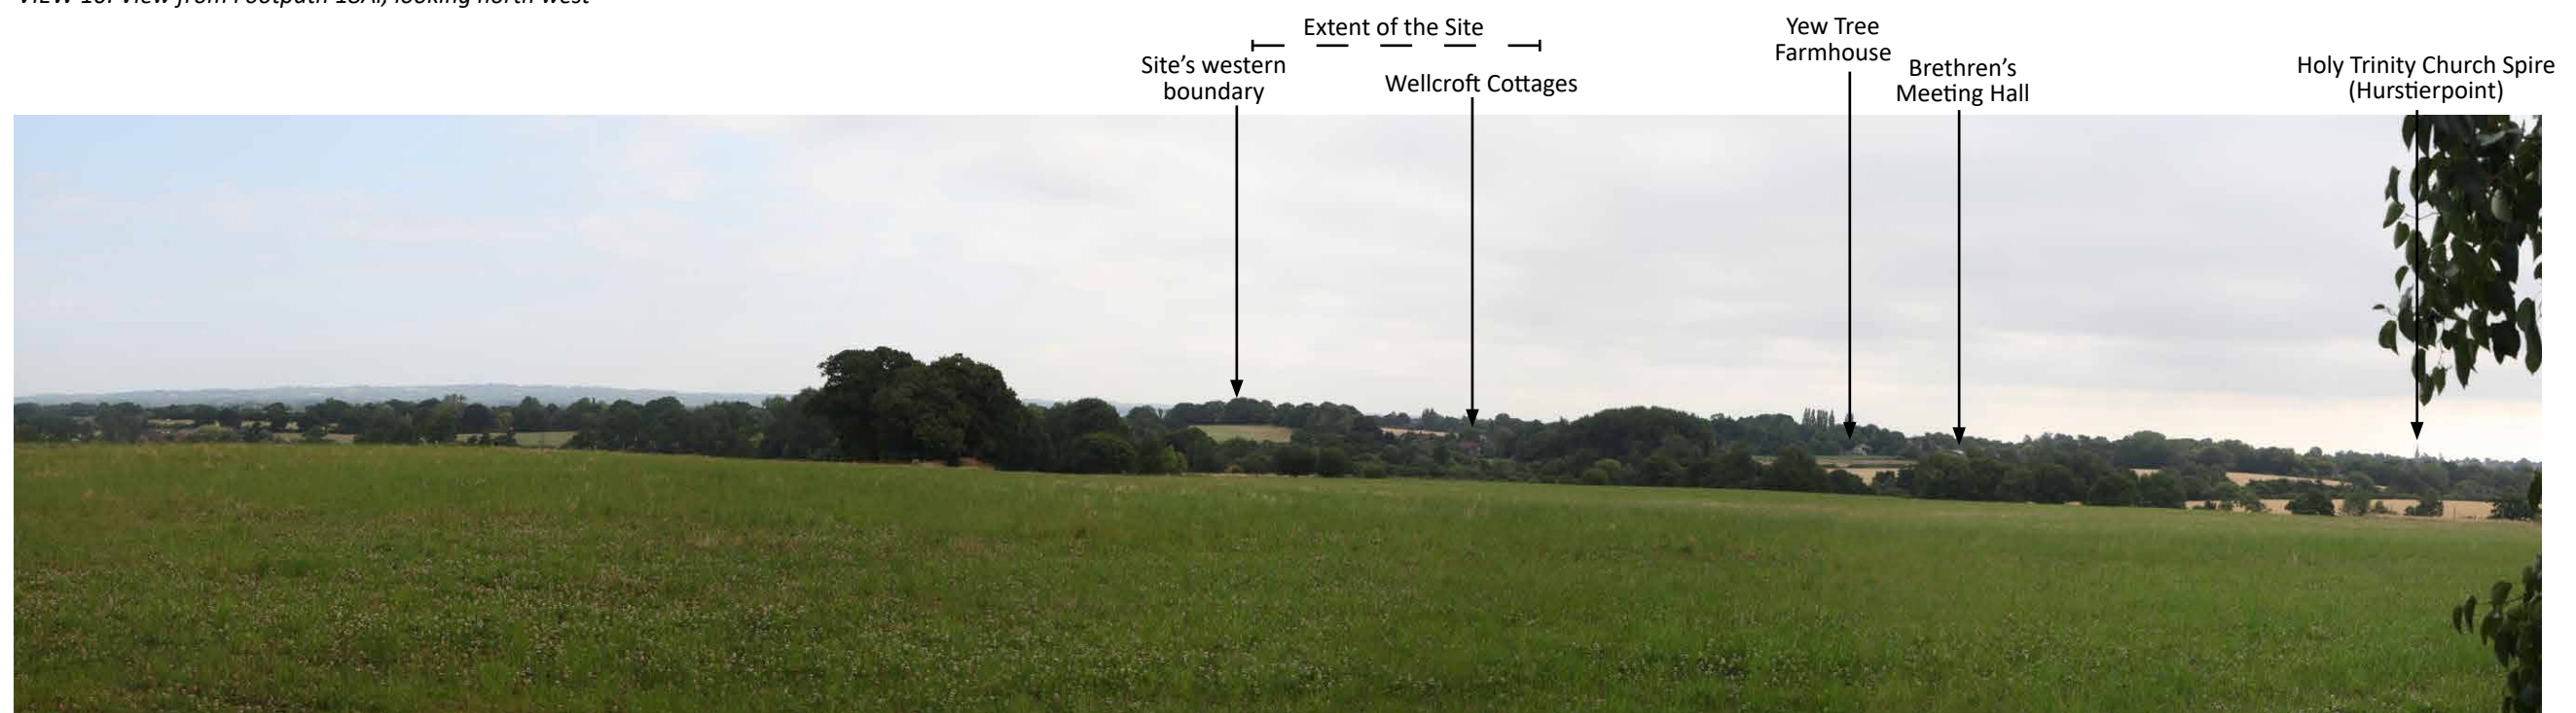 Extent of the Site
Site's western
boundary
Wellcroft Cottages
Yew Tree
Farmhouse
Brethren's
Meeting Hall
Holy Trinity Church Spire
(Hurstierpoint)